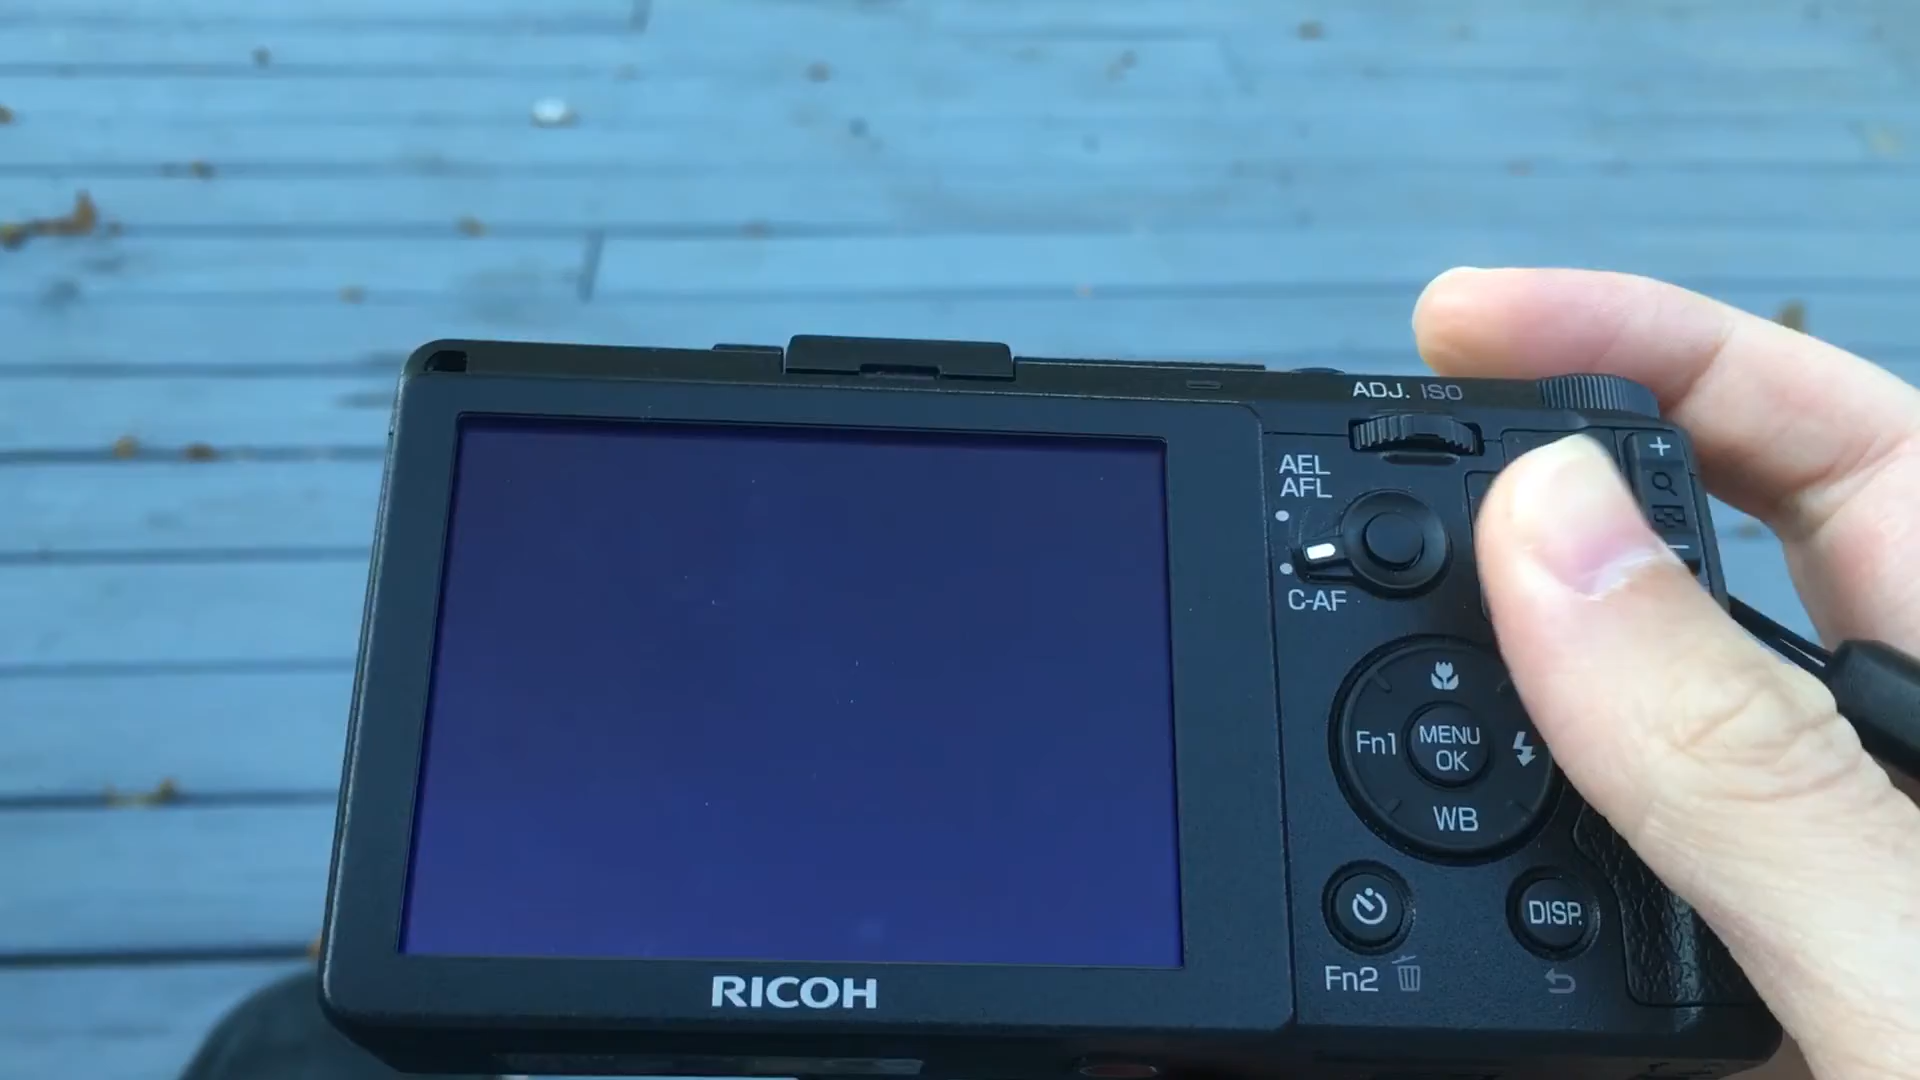 ADJ. ISO
AEL
AFL
C-AF
Fn1
MENU
OK
WB
DISP.
Fn2
RICOH